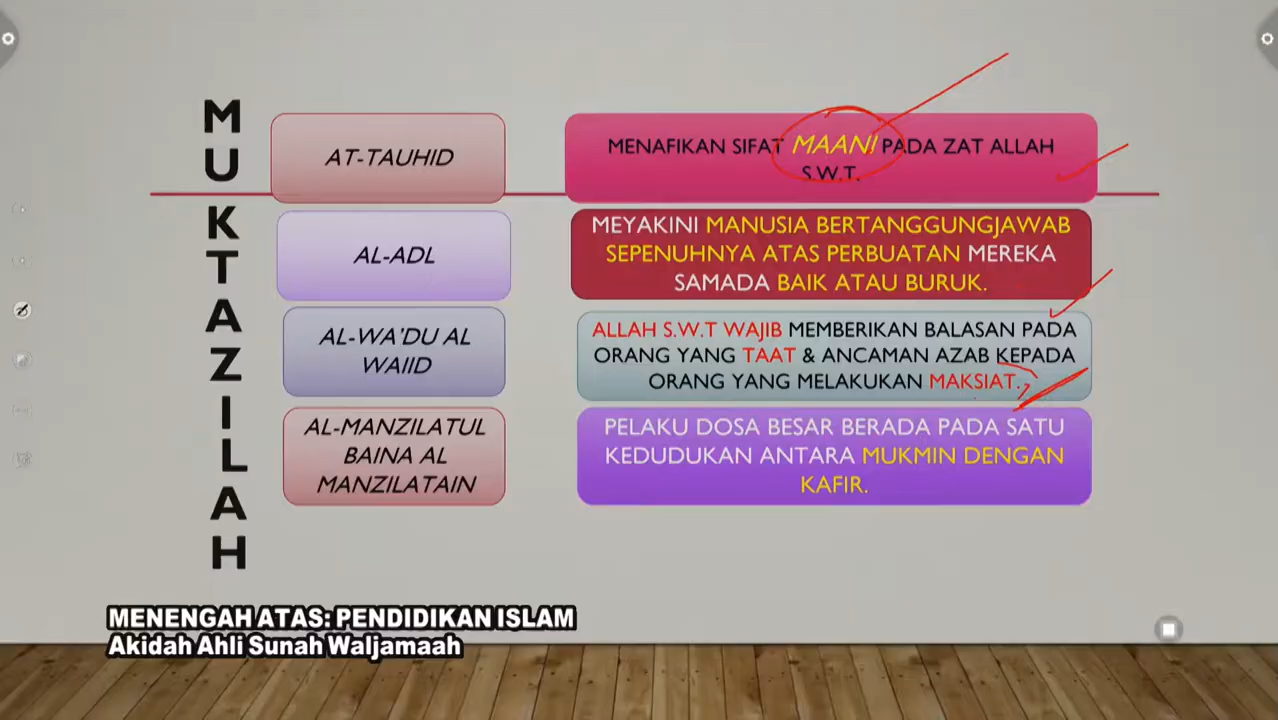 MUKTAZILAH
AT-TAUHID
MENAFIKAN SIFAT MAANI PADA ZAT ALLAH
S.W.T.
AL-ADL
MEYAKINI MANUSIA BERTANGGUNGJAWAB
SEPENUHNYA ATAS PERBUATAN MEREKA
SAMADA BAIK ATAU BURUK.
AL-WA'DU AL
WAIID
ALLAH S.W.T WAJIB MEMBERIKAN BALASAN PADA
ORANG YANG TAAT & ANCAMAN AZAB KEPADA
ORANG YANG MELAKUKAN MAKSIAT.
AL-MANZILATUL
BAINA AL
MANZILATAIN
PELAKU DOSA BESAR BERADA PADA SATU
KEDUDUKAN ANTARA MUKMIN DENGAN
KAFIR.
MENENGAH ATAS: PENDIDIKAN ISLAM
Akidah Ahli Sunah Waljamaah